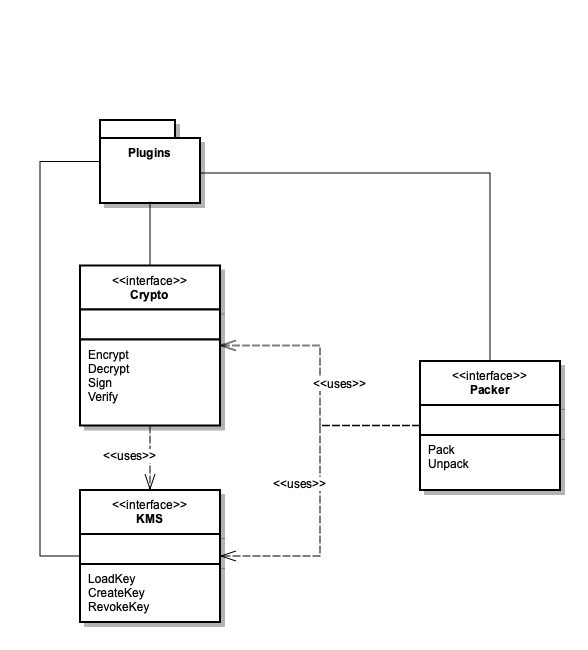 Plugins
<<interface>>
Crypto
Encrypt
Decrypt
Sign
Verify
<<uses>>
<<uses>>
<<interface>>
Packer
Pack
Unpack
<<uses>>
<<interface>>
KMS
LoadKey
CreateKey
RevokeKey